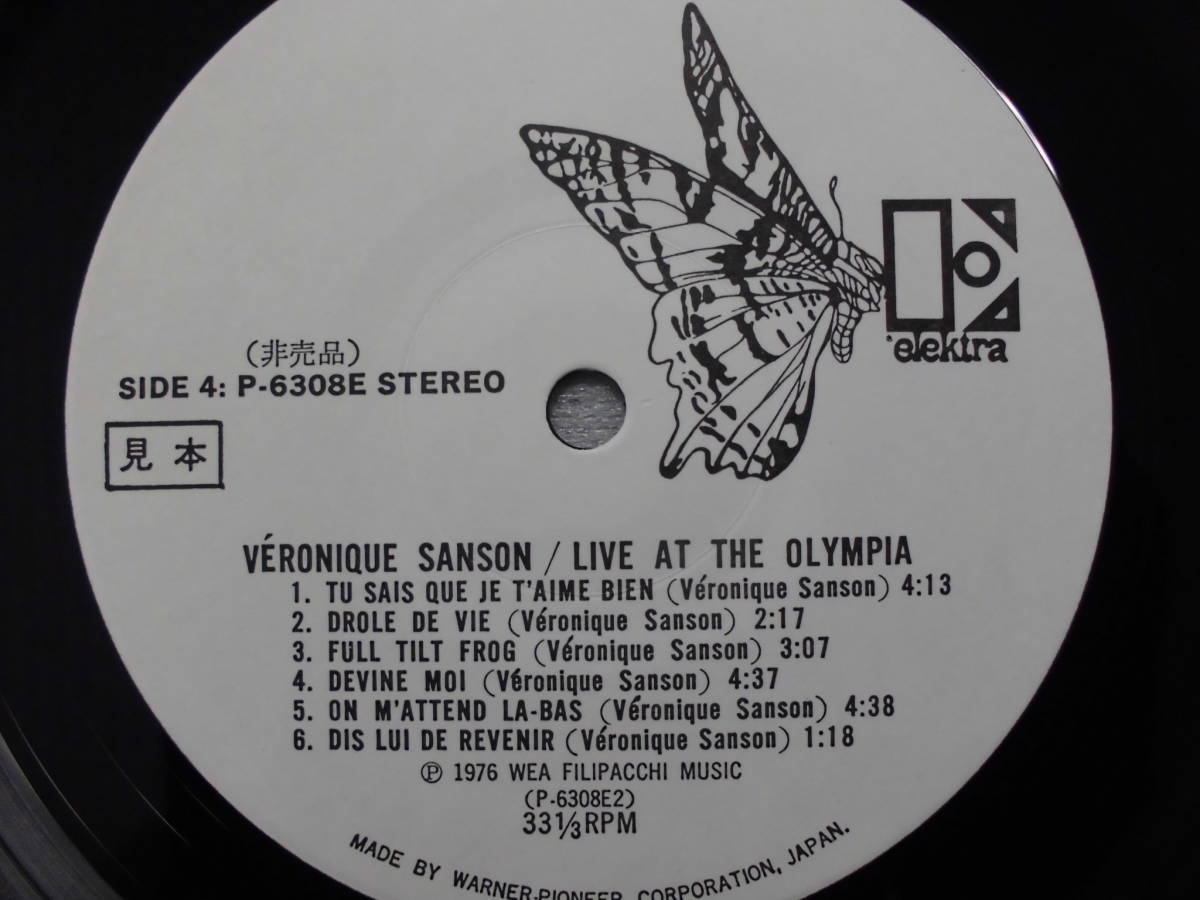 elektra
(非売品)
SIDE 4: P-6308E STEREO
見本
VÉRONIQUE SANSON / LIVE AT THE OLYMPIA
1. TU SAIS QUE JE T'AIME BIEN (Véronique Sanson) 4:13
2. DROLE DE VIE (Véronique Sanson) 2:17
3. FULL TILT FROG (Véronique Sanson) 3:07
4. DEVINE MOI (Véronique Sanson) 4:37
5. ON M'ATTEND LA-BAS (Véronique Sanson) 4:38
6. DIS LUI DE REVENIR (Véronique Sanson) 1:18
Ⓟ 1976 WEA FILIPACCHI MUSIC
(P-6308E2)
33 1/3 RPM
MADE BY WARNER-PIONEER CORPORATION, JAPAN.